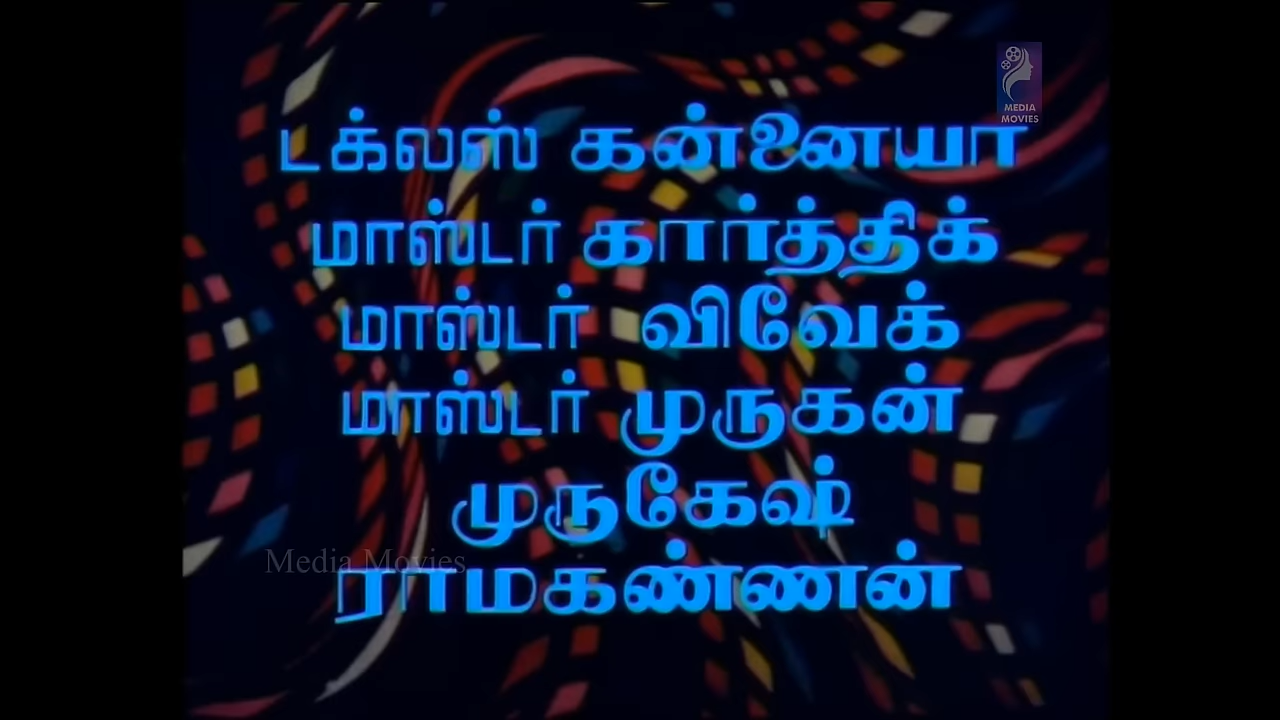 MEDIA
MOVIES
டக்லஸ் கன்னையா
மாஸ்டர் கார்த்திக்
மாஸ்டர் விவேக்
மாஸ்டர் முருகன்
முருகேஷ்
Media Movies
ராமகண்ணன்